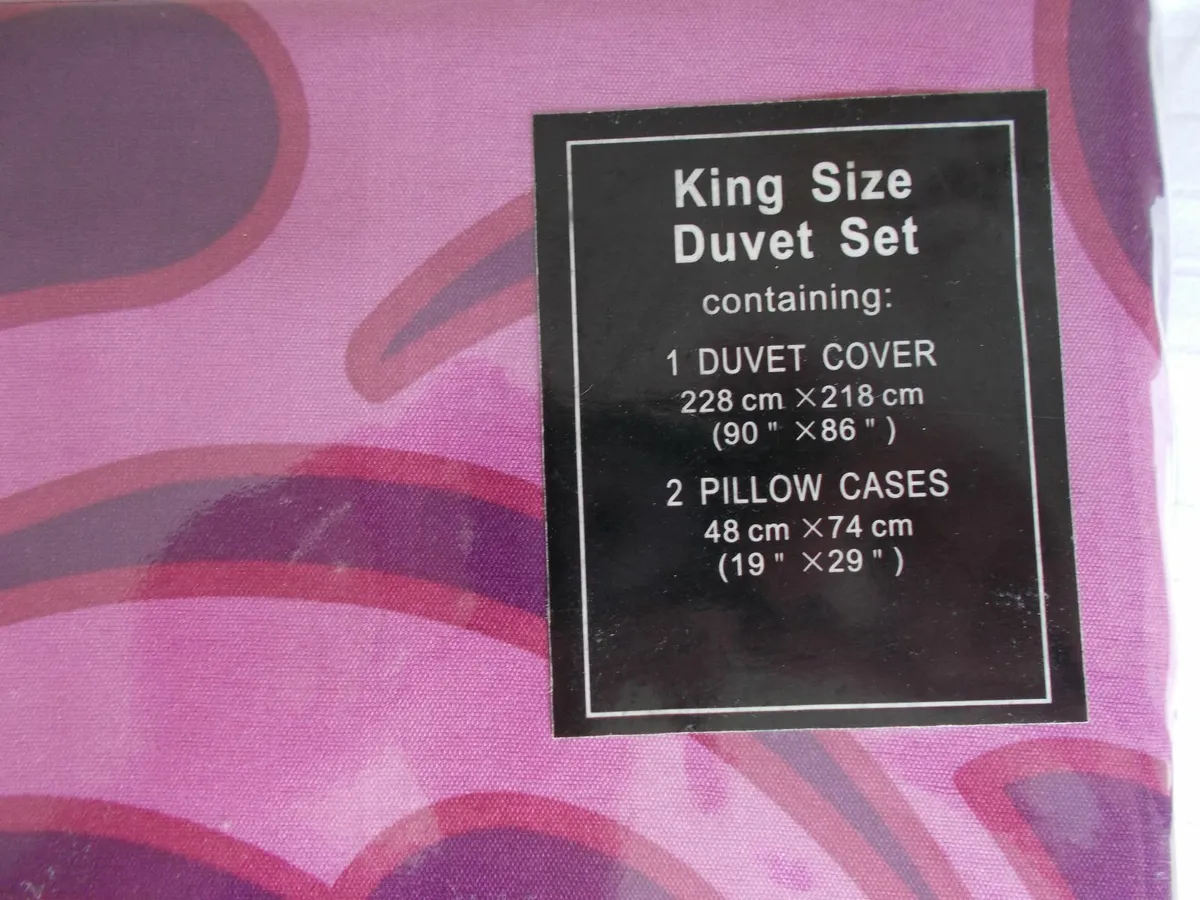 King Size
Duvet Set
containing:
1 DUVET COVER
228 cm ×218 cm
(90 " ×86 " )
2 PILLOW CASES
48 cm ×74 cm
(19 " ×29 " )